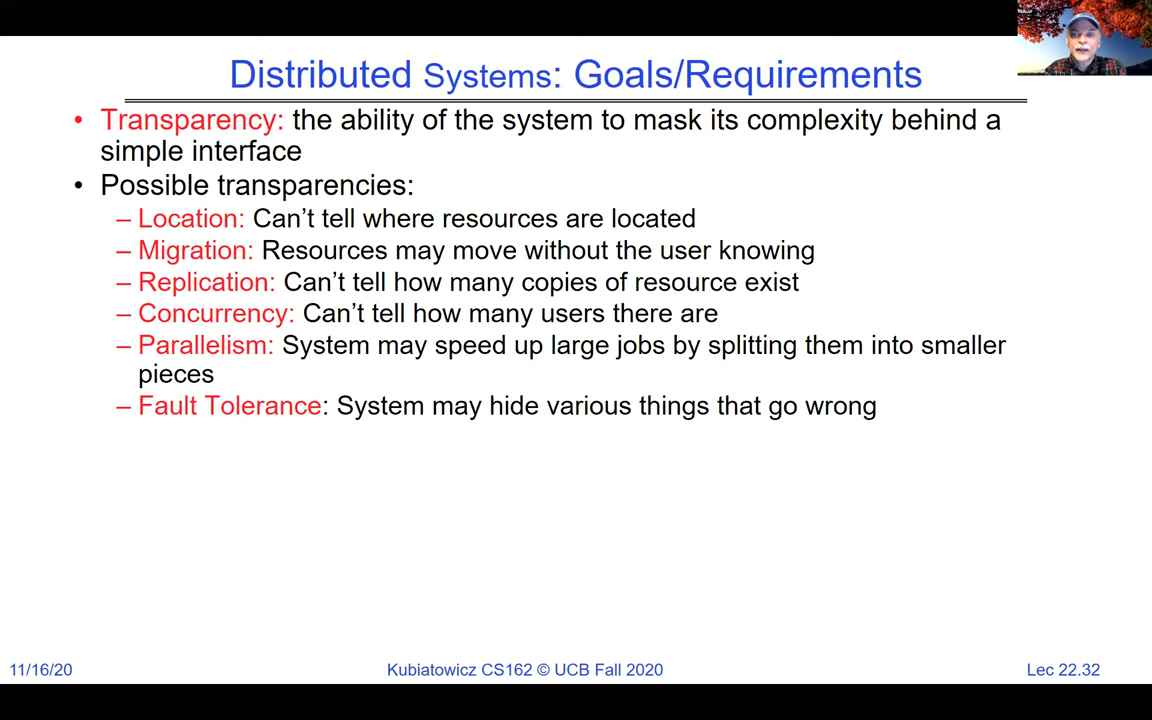 Distributed Systems: Goals/Requirements
• Transparency: the ability of the system to mask its complexity behind a
simple interface
• Possible transparencies:
– Location: Can’t tell where resources are located
– Migration: Resources may move without the user knowing
– Replication: Can’t tell how many copies of resource exist
– Concurrency: Can’t tell how many users there are
– Parallelism: System may speed up large jobs by splitting them into smaller
pieces
– Fault Tolerance: System may hide various things that go wrong
11/16/20
Kubiatowicz CS162 © UCB Fall 2020
Lec 22.32